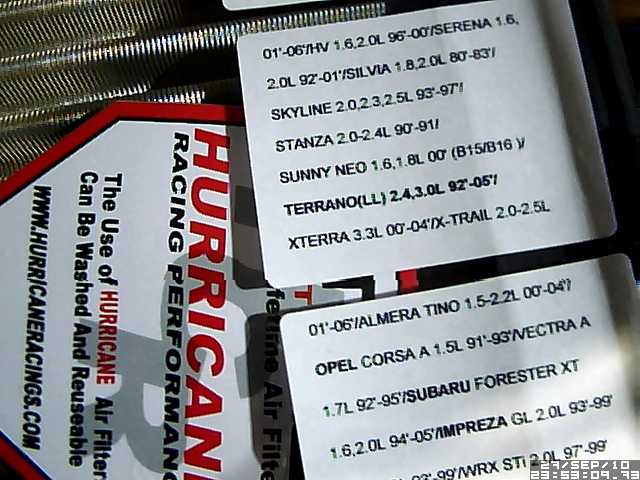 01'-06'/HV 1.6,2.0L 96'-00'/SERENA 1.6,
2.0L 92'-01'/SILVIA 1.8,2.0L 80'-83'/
SKYLINE 2.0,2.3,2.5L 93'-97'/
STANZA 2.0-2.4L 90'-91/
SUNNY NEO 1.6,1.8L 00' (B15/B16 )/
TERRANO(LL) 2.4,3.0L 92'-05'/
XTERRA 3.3L 00'-04'/X-TRAIL 2.0-2.5L
01'-06'/ALMERA TINO 1.5-2.2L 00'-04'/
OPEL CORSA A 1.5L 91'-93'/VECTRA A
1.7L 92'-95'/SUBARU FORESTER XT
1.6,2.0L 94'-05'/IMPREZA GL 2.0L 93'-99'
93'-99'/WRX STi 2.0L 97'-99'
HURRICAN
RACING PERFORMANC
The Use of HURRICANE Air Filter
Can Be Washed And Reuseable
WWW.HURRICANERACINGS.COM
Air Filte
27/SEP/10